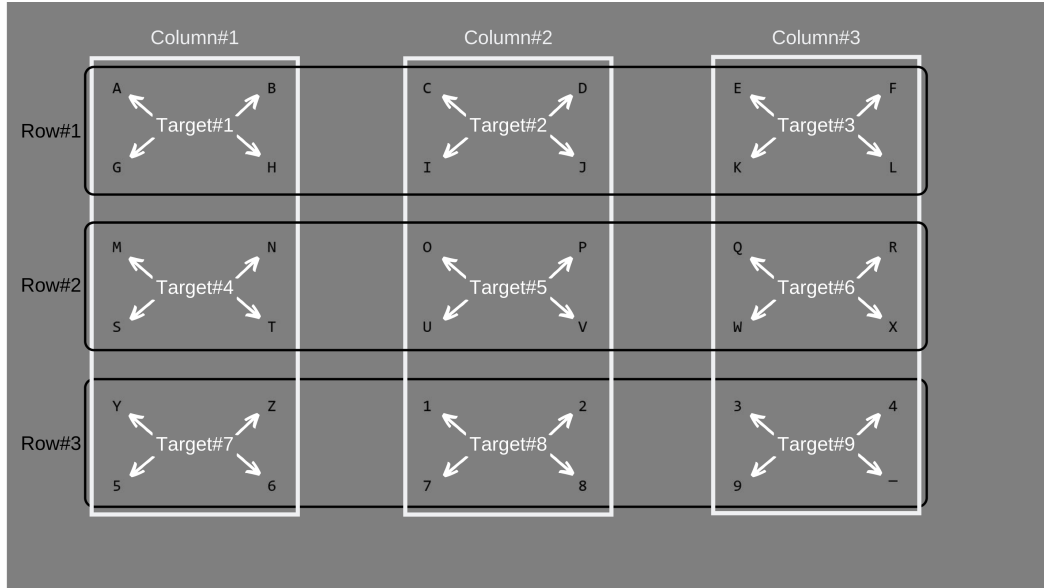 Column#1 Column#2 Column#3
A B C D E F
Row#1 Target#1 Target#2 Target#3
G H I J K L
M N O P Q R
Row#2 Target#4 Target#5 Target#6
S T U V W X
Y Z 1 2 3 4
Row#3 Target#7 Target#8 Target#9
5 6 7 8 9 _